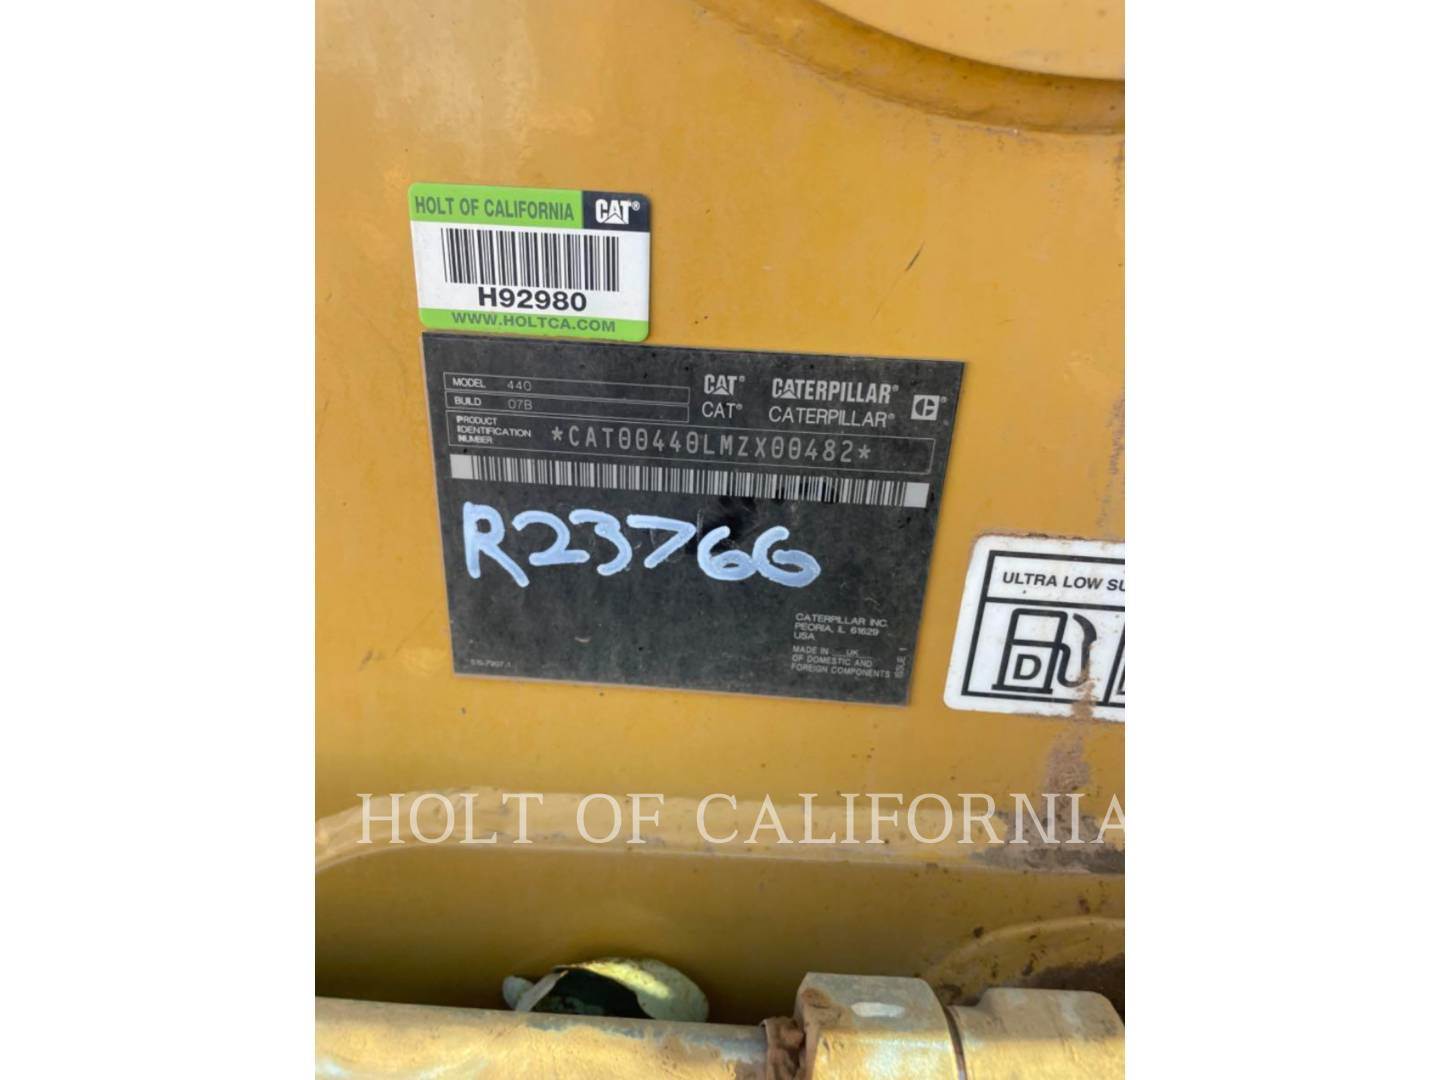 HOLT OF CALIFORNIA CAT®
H92980
WWW.HOLTCA.COM
MODEL 440
BUILD 07B
PRODUCT
IDENTIFICATION
NUMBER
*CAT00440LMZX00482*
CAT® CATERPILLAR®
CAT® CATERPILLAR®
R23766
CATERPILLAR INC.
PEORIA, IL 61629
USA
MADE IN UK
OF DOMESTIC AND
FOREIGN COMPONENTS
ISSUE 1
ULTRA LOW SU
D
HOLT OF CALIFORNIA